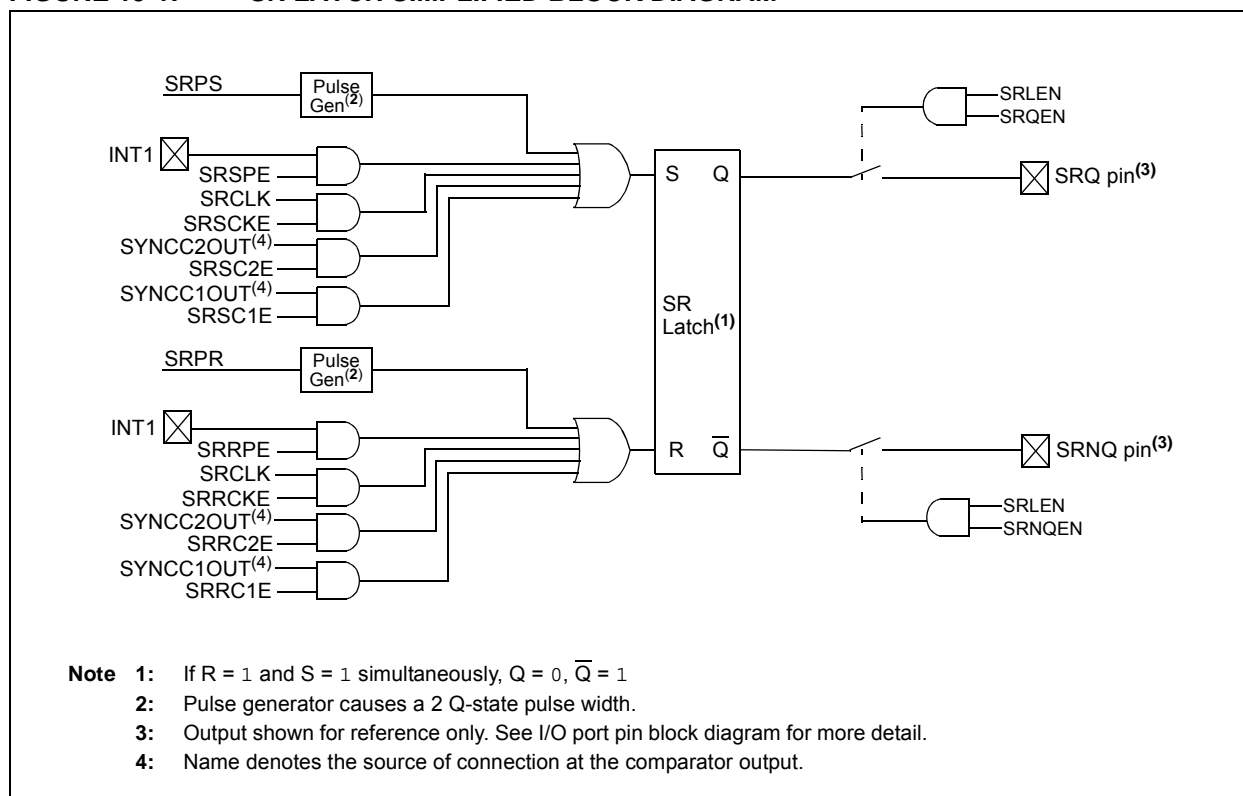 SRPS
Pulse
Gen(2)
INT1
SRSPE
SRCLK
SRSCKE
SYNCC2OUT(4)
SRSC2E
SYNCC1OUT(4)
SRSC1E
SRPR
Pulse
Gen(2)
INT1
SRRPE
SRCLK
SRRCKE
SYNCC2OUT(4)
SRRC2E
SYNCC1OUT(4)
SRRC1E
S Q
SR
Latch(1)
R Q̅
SRLEN
SRQEN
SRQ pin(3)
SRNQ pin(3)
SRLEN
SRNQEN
Note 1: If R = 1 and S = 1 simultaneously, Q = 0, Q̅ = 1
2: Pulse generator causes a 2 Q-state pulse width.
3: Output shown for reference only. See I/O port pin block diagram for more detail.
4: Name denotes the source of connection at the comparator output.